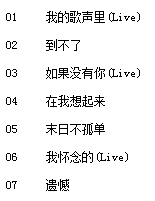 01 我的歌声里(Live)
02 到不了
03 如果没有你(Live)
04 在我想起来
05 末日不孤单
06 我怀念的(Live)
07 遗憾